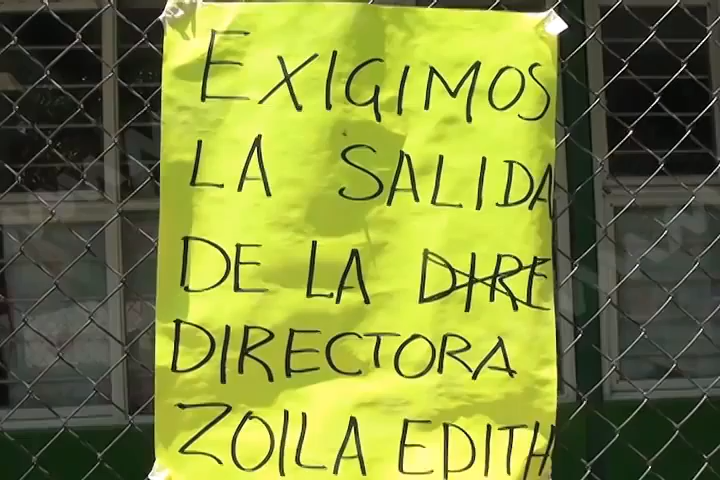 EXIGIMOS
LA SALIDA
DE LA DIRE
DIRECTORA
ZOILA EDITH